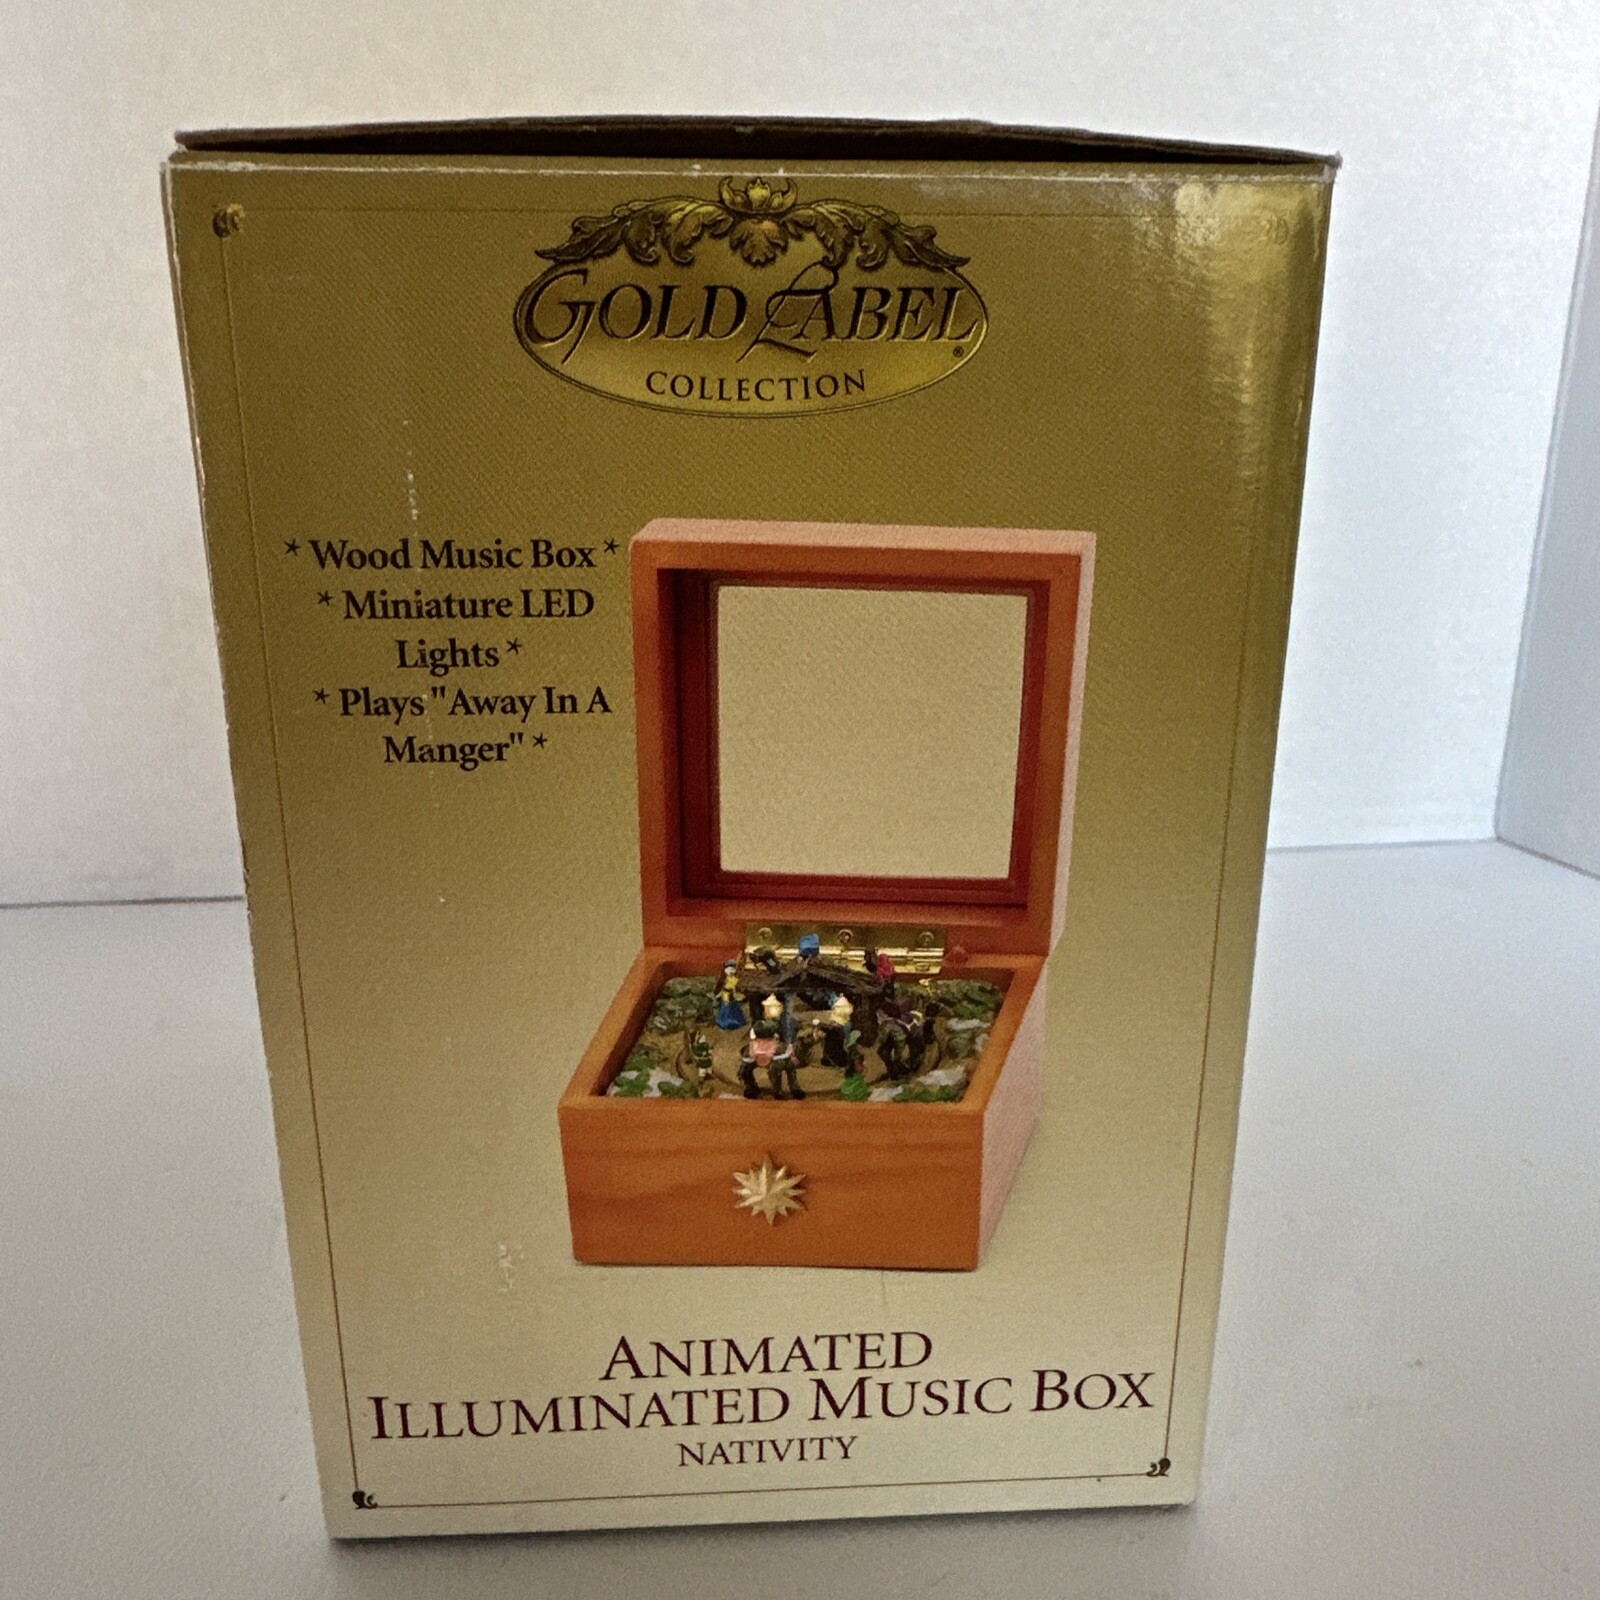 GOLD LABEL®
COLLECTION
* Wood Music Box *
* Miniature LED
Lights *
* Plays "Away In A
Manger" *
ANIMATED
ILLUMINATED MUSIC BOX
NATIVITY